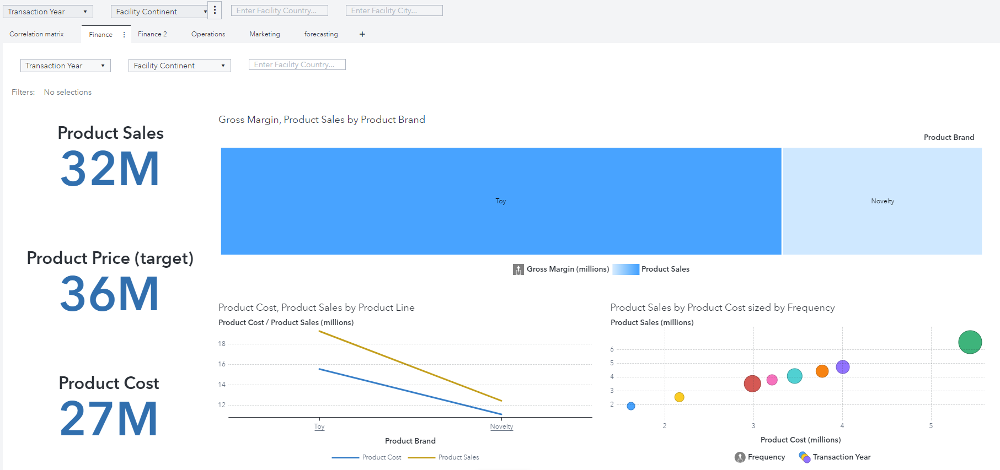 Transaction Year
Facility Continent
Enter Facility Country...
Enter Facility City...
Correlation matrix
Finance
Finance 2
Operations
Marketing
forecasting
+
Transaction Year
Facility Continent
Enter Facility Country...
Filters: No selections
Product Sales
32M
Product Price (target)
36M
Product Cost
27M
Gross Margin, Product Sales by Product Brand
Product Brand
Toy
Novelty
Gross Margin (millions)
Product Sales
Product Cost, Product Sales by Product Line
Product Cost / Product Sales (millions)
18
16
14
12
Toy
Novelty
Product Brand
Product Cost
Product Sales
Product Sales by Product Cost sized by Frequency
Product Sales (millions)
6
5
4
3
2
2
3
4
5
Product Cost (millions)
Frequency
Transaction Year